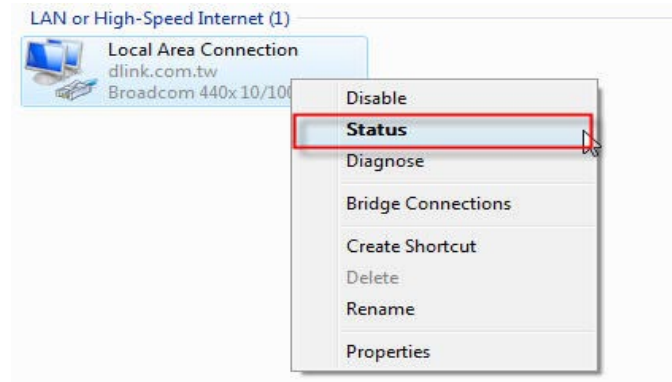 LAN or High-Speed Internet (1)
Local Area Connection
dlink.com.tw
Broadcom 440x 10/100
Disable
Status
Diagnose
Bridge Connections
Create Shortcut
Delete
Rename
Properties